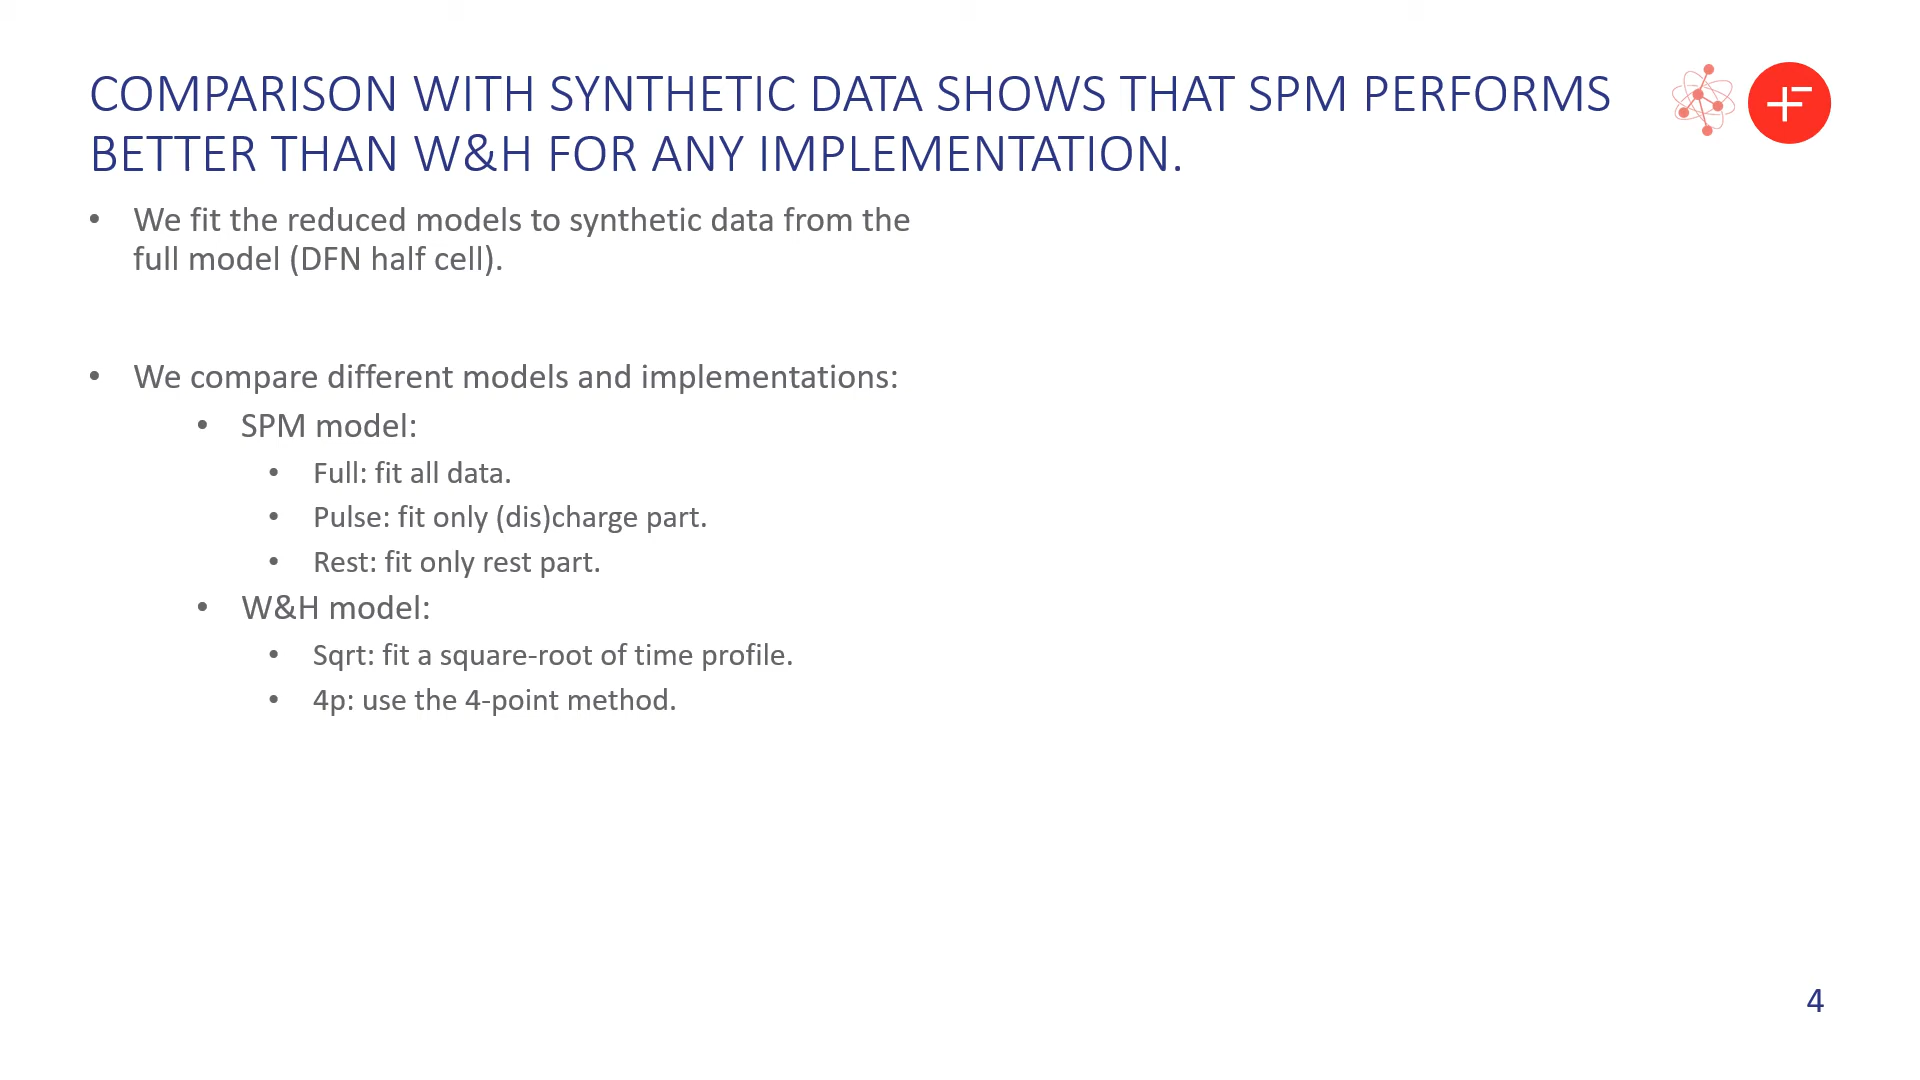 COMPARISON WITH SYNTHETIC DATA SHOWS THAT SPM PERFORMS
BETTER THAN W&H FOR ANY IMPLEMENTATION.
• We fit the reduced models to synthetic data from the
full model (DFN half cell).
• We compare different models and implementations:
• SPM model:
• Full: fit all data.
• Pulse: fit only (dis)charge part.
• Rest: fit only rest part.
• W&H model:
• Sqrt: fit a square-root of time profile.
• 4p: use the 4-point method.
4